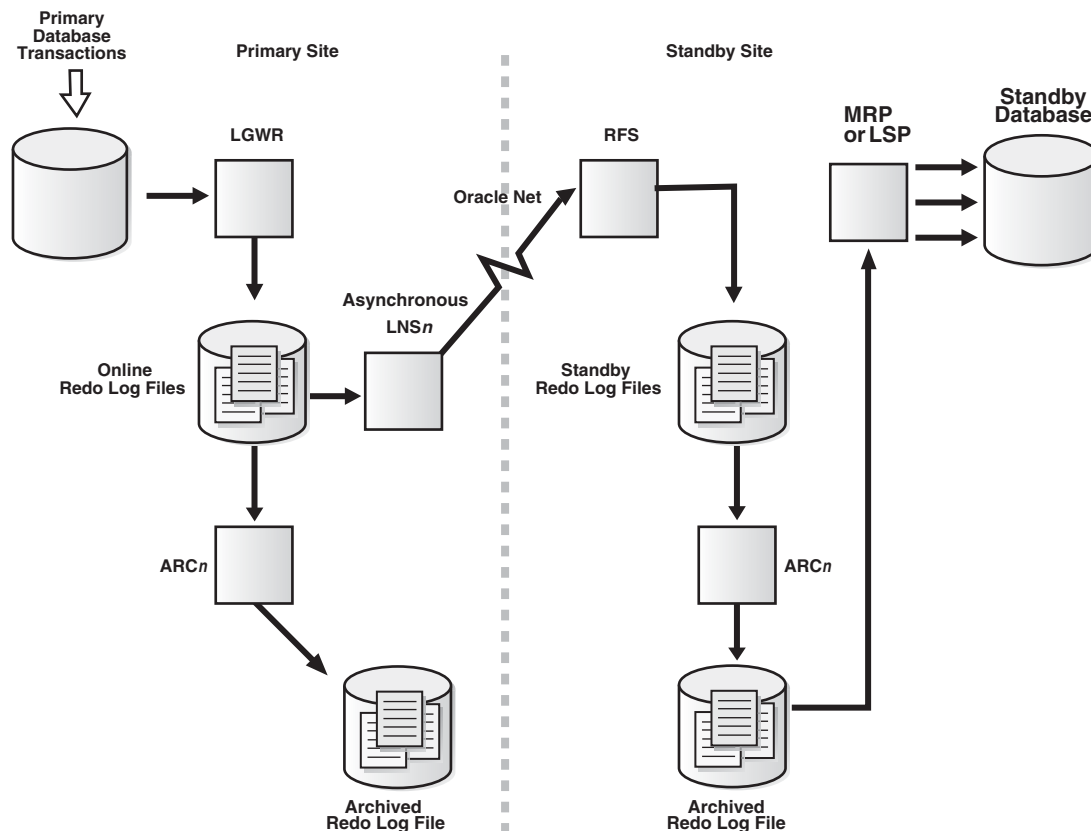 Primary
Database
Transactions
Primary Site
Standby Site
LGWR
RFS
MRP
or LSP
Standby
Database
Oracle Net
Asynchronous
LNSn
Online
Redo Log Files
Standby
Redo Log Files
ARCn
ARCn
Archived
Redo Log File
Archived
Redo Log File